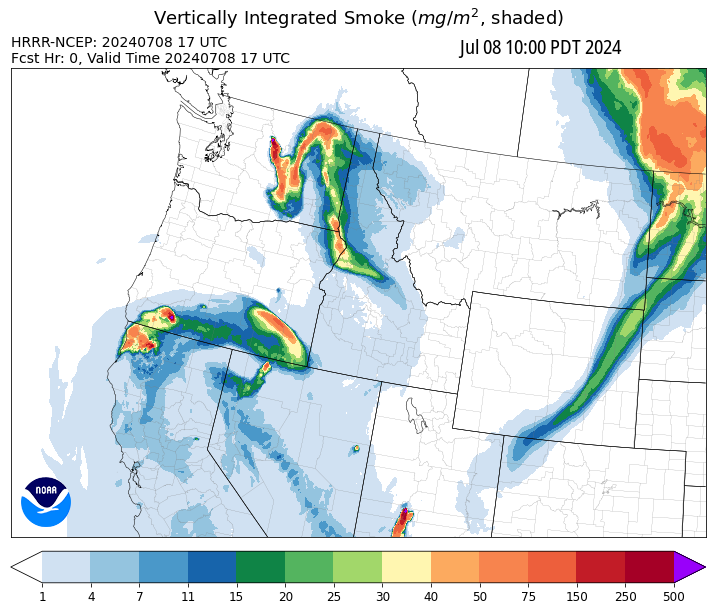 Vertically Integrated Smoke (mg/m², shaded)
HRRR-NCEP: 20240708 17 UTC
Jul 08 10:00 PDT 2024
Fcst Hr: 0, Valid Time 20240708 17 UTC
NOAA
1 4 7 11 15 20 25 30 40 50 75 150 250 500